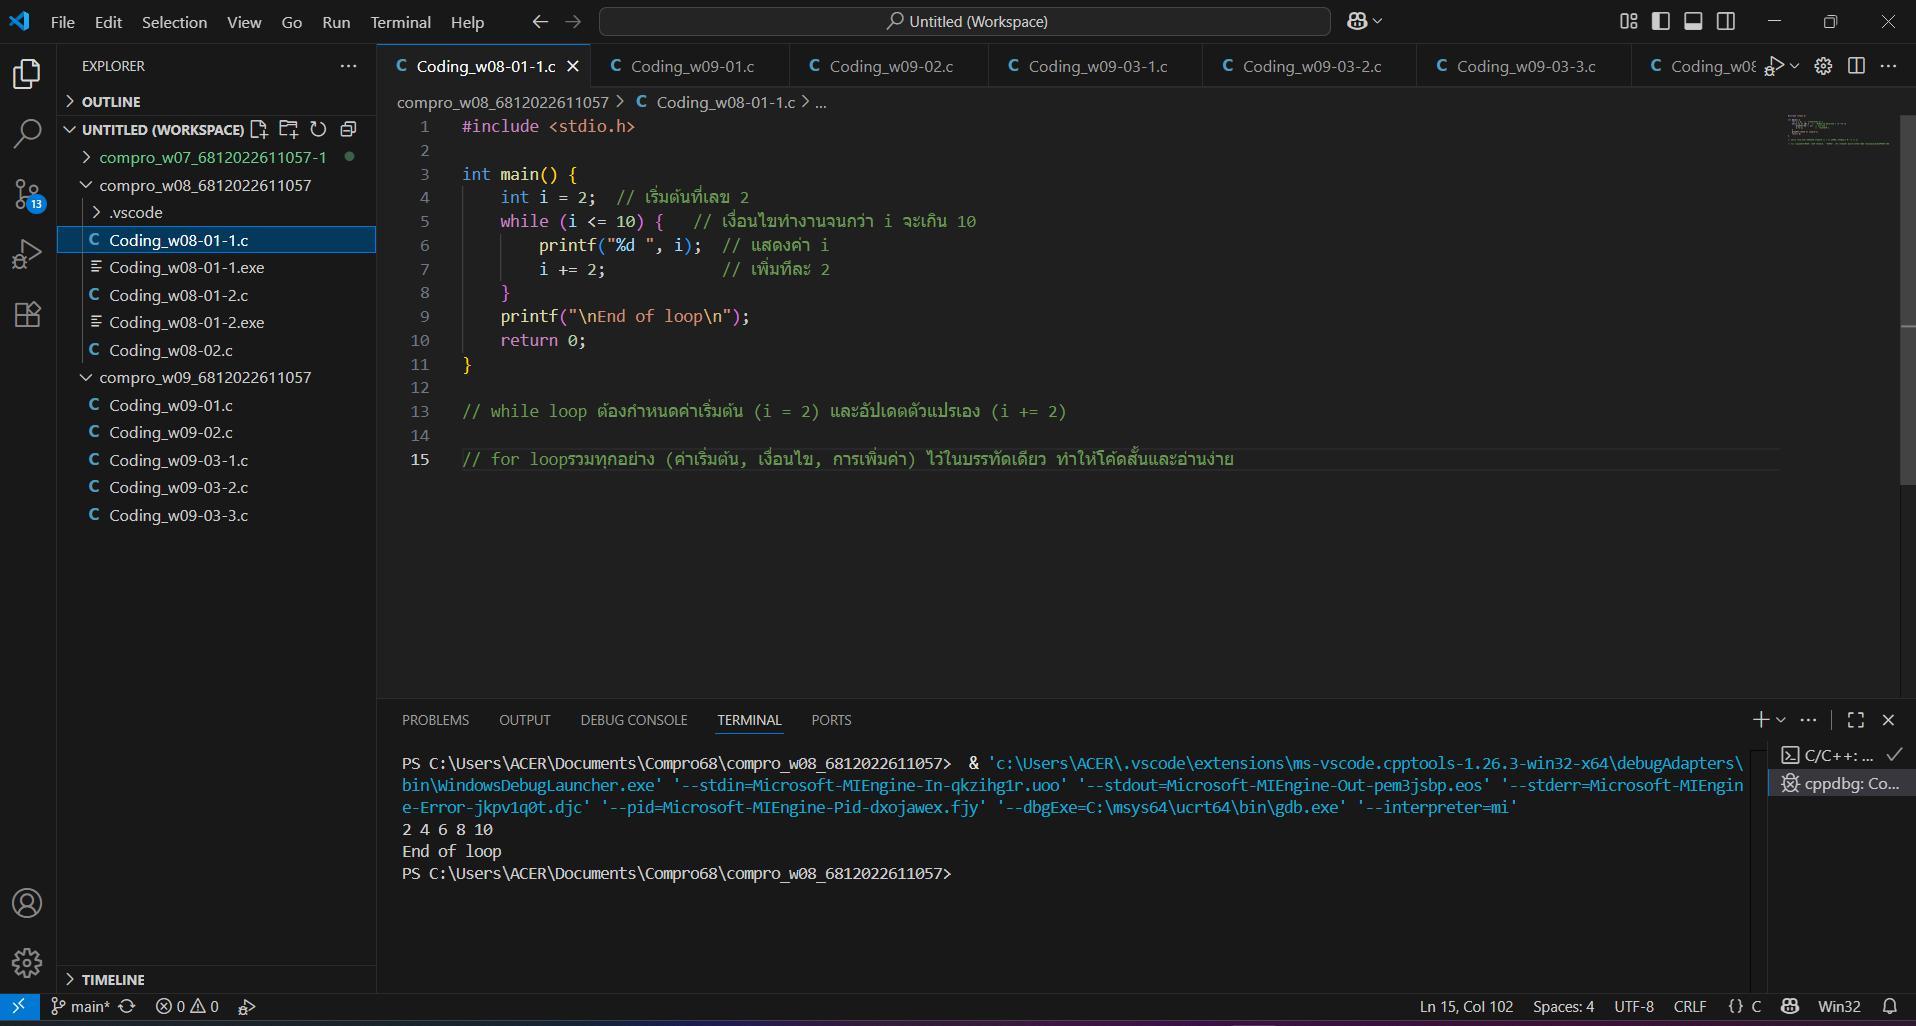 File Edit Selection View Go Run Terminal Help
Untitled (Workspace)
EXPLORER
OUTLINE
UNTITLED (WORKSPACE)
compro_w07_6812022611057-1
compro_w08_6812022611057
.vscode
C Coding_w08-01-1.c
Coding_w08-01-1.exe
C Coding_w08-01-2.c
Coding_w08-01-2.exe
C Coding_w08-02.c
compro_w09_6812022611057
C Coding_w09-01.c
C Coding_w09-02.c
C Coding_w09-03-1.c
C Coding_w09-03-2.c
C Coding_w09-03-3.c
TIMELINE
13
C Coding_w08-01-1.c C Coding_w09-01.c C Coding_w09-02.c C Coding_w09-03-1.c C Coding_w09-03-2.c C Coding_w09-03-3.c C Coding_w08
compro_w08_6812022611057 > C Coding_w08-01-1.c > ...
1 #include <stdio.h>
2
3 int main() {
4 int i = 2; // เริ่มต้นที่เลข 2
5 while (i <= 10) { // เงื่อนไขทำงานจนกว่า i จะเกิน 10
6 printf("%d ", i); // แสดงค่า i
7 i += 2; // เพิ่มทีละ 2
8 }
9 printf("\nEnd of loop\n");
10 return 0;
11 }
12
13 // while loop ต้องกำหนดค่าเริ่มต้น (i = 2) และอัปเดตตัวแปรเอง (i += 2)
14
15 // for loopรวมทุกอย่าง (ค่าเริ่มต้น, เงื่อนไข, การเพิ่มค่า) ไว้ในบรรทัดเดียว ทำให้โค้ดสั้นและอ่านง่าย
PROBLEMS OUTPUT DEBUG CONSOLE TERMINAL PORTS
PS C:\Users\ACER\Documents\Compro68\compro_w08_6812022611057> & 'c:\Users\ACER\.vscode\extensions\ms-vscode.cpptools-1.26.3-win32-x64\debugAdapters\
bin\WindowsDebugLauncher.exe' '--stdin=Microsoft-MIEngine-In-qkzihg1r.uoo' '--stdout=Microsoft-MIEngine-Out-pem3jsbp.eos' '--stderr=Microsoft-MIEngin
e-Error-jkpv1q0t.djc' '--pid=Microsoft-MIEngine-Pid-dxojawex.fjy' '--dbgExe=C:\msys64\ucrt64\bin\gdb.exe' '--interpreter=mi'
2 4 6 8 10
End of loop
PS C:\Users\ACER\Documents\Compro68\compro_w08_6812022611057>
C/C++: ...
cppdbg: Co...
main* 0 0
Ln 15, Col 102 Spaces: 4 UTF-8 CRLF {} C Win32